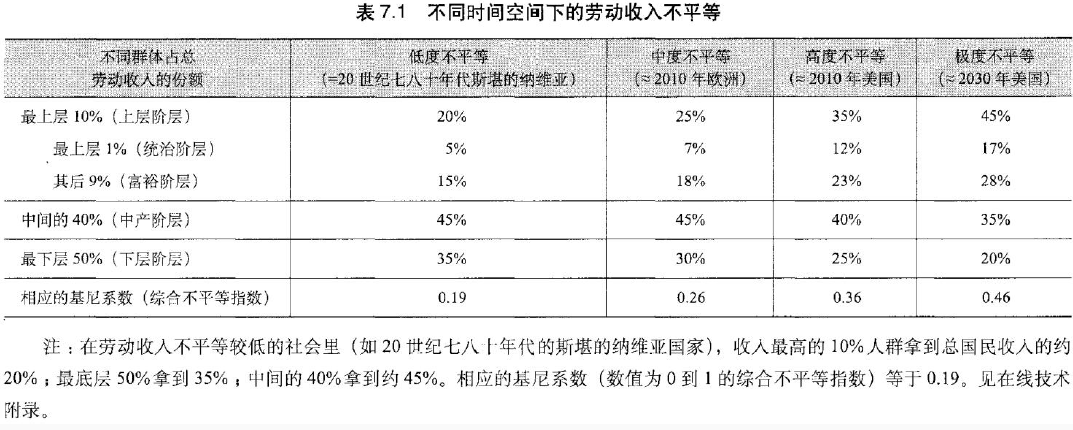 表 7.1 不同时间空间下的劳动收入不平等
不同群体占总劳动收入的份额 低度不平等(=20 世纪七八十年代斯堪的纳维亚) 中度不平等(≈2010 年欧洲) 高度不平等(≈2010 年美国) 极度不平等(≈2030 年美国)
最上层 10%（上层阶层） 20% 25% 35% 45%
最上层 1%（统治阶层） 5% 7% 12% 17%
其后 9%（富裕阶层） 15% 18% 23% 28%
中间的 40%（中产阶层） 45% 45% 40% 35%
最下层 50%（下层阶层） 35% 30% 25% 20%
相应的基尼系数（综合不平等指数） 0.19 0.26 0.36 0.46
注：在劳动收入不平等较低的社会里（如 20 世纪七八十年代的斯堪的纳维亚国家），收入最高的 10% 人群拿到总国民收入的约
20%；最底层 50% 拿到 35%；中间的 40% 拿到约 45%。相应的基尼系数（数值为 0 到 1 的综合不平等指数）等于 0.19。见在线技术
附录。